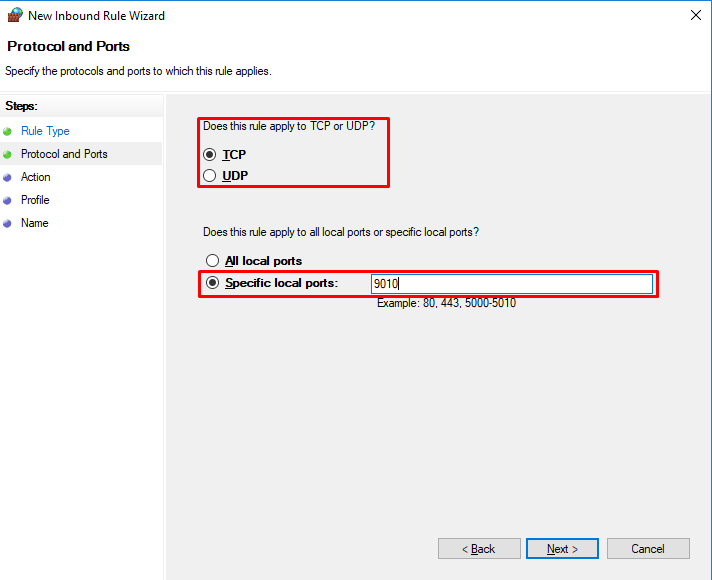 New Inbound Rule Wizard
Protocol and Ports
Specify the protocols and ports to which this rule applies.
Steps:
Rule Type
Protocol and Ports
Action
Profile
Name
Does this rule apply to TCP or UDP?
TCP
UDP
Does this rule apply to all local ports or specific local ports?
All local ports
Specific local ports: 9010
Example: 80, 443, 5000-5010
< Back Next > Cancel